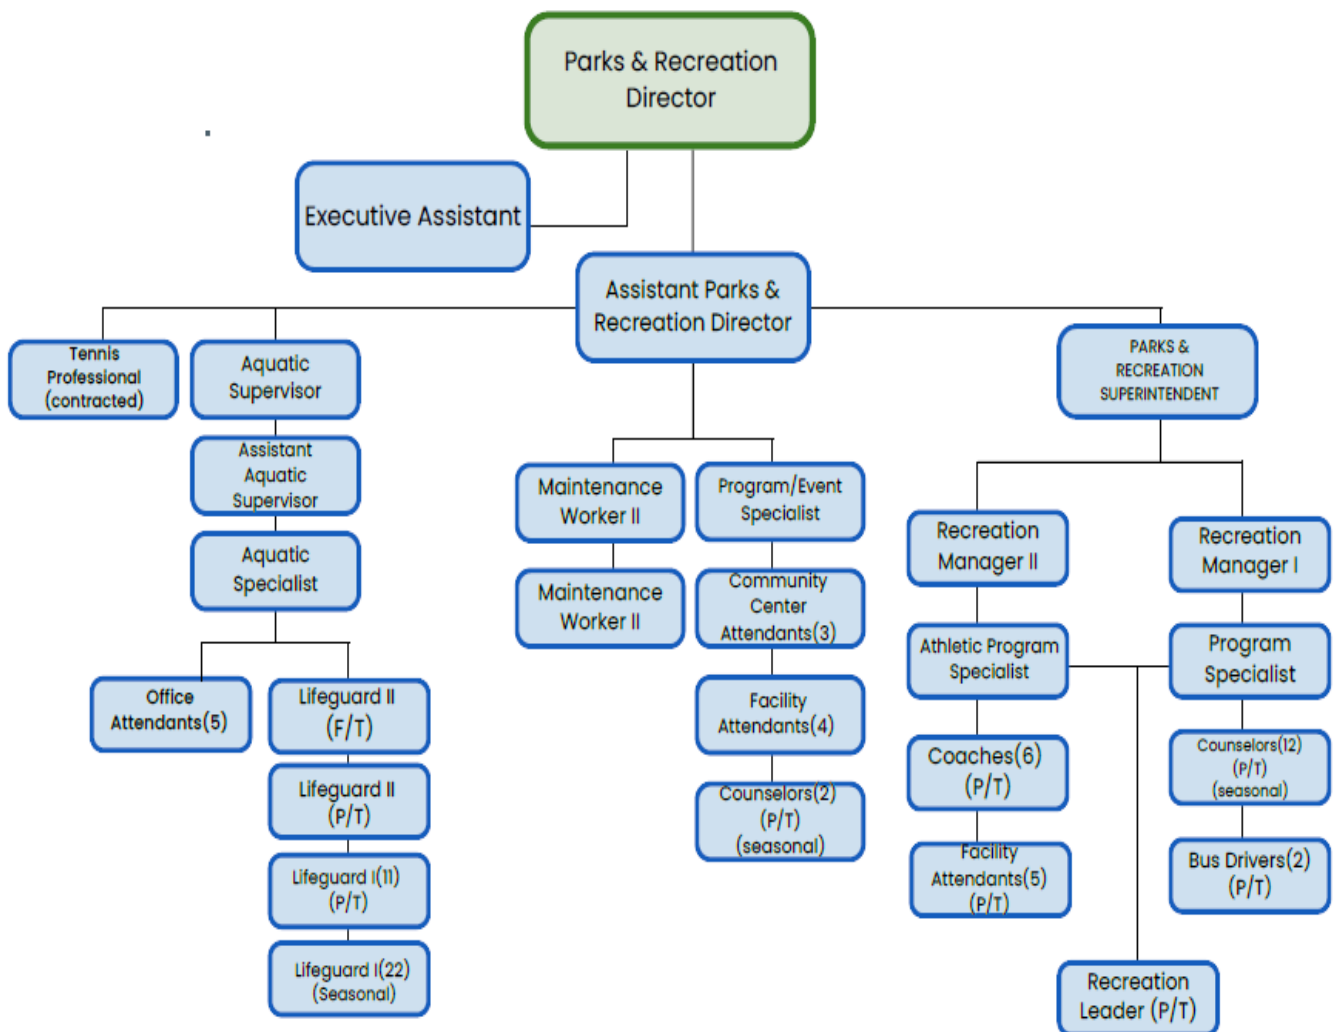 Parks & Recreation
Director
Executive Assistant
Assistant Parks &
Recreation Director
Tennis
Professional
(contracted)
Aquatic
Supervisor
Assistant
Aquatic
Supervisor
Aquatic
Specialist
Office
Attendants(5)
Lifeguard II
(F/T)
Lifeguard II
(P/T)
Lifeguard I(11)
(P/T)
Lifeguard I(22)
(Seasonal)
Maintenance
Worker II
Maintenance
Worker II
Program/Event
Specialist
Community
Center
Attendants(3)
Facility
Attendants(4)
Counselors(2)
(P/T)
(seasonal)
PARKS &
RECREATION
SUPERINTENDENT
Recreation
Manager II
Athletic Program
Specialist
Coaches(6)
(P/T)
Facility
Attendants(5)
(P/T)
Recreation
Manager I
Program
Specialist
Counselors(12)
(P/T)
(seasonal)
Bus Drivers(2)
(P/T)
Recreation
Leader (P/T)